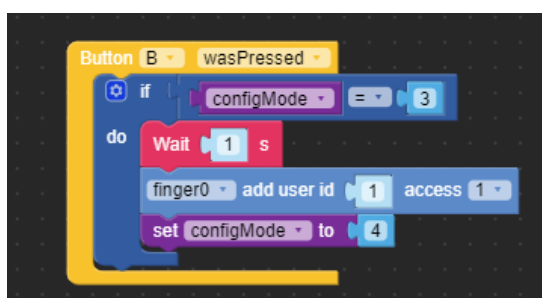 Button B wasPressed
if configMode = 3
do
Wait 1 s
finger0 add user id 1 access 1
set configMode to 4